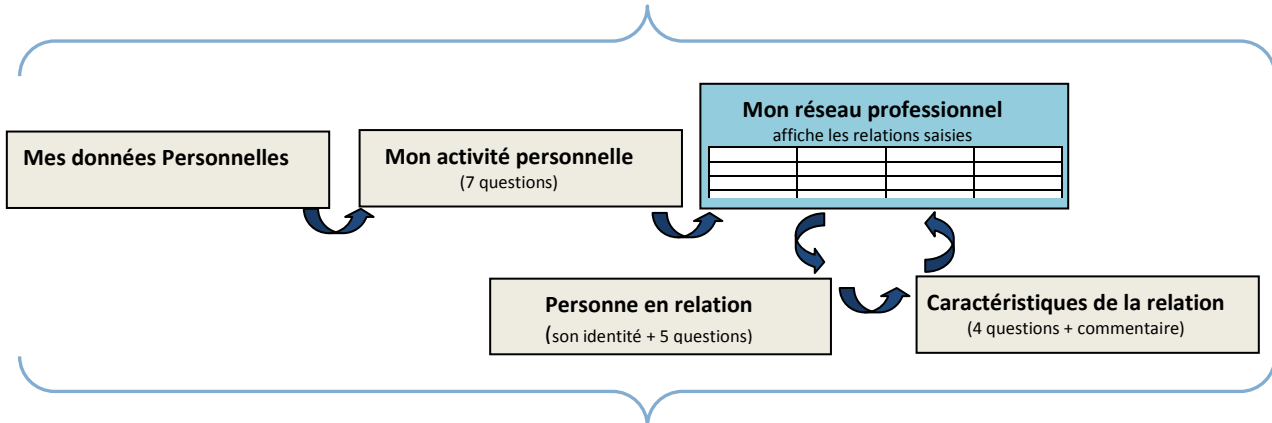 Mes données Personnelles
Mon activité personnelle
(7 questions)
Mon réseau professionnel
affiche les relations saisies
Personne en relation
(son identité + 5 questions)
Caractéristiques de la relation
(4 questions + commentaire)